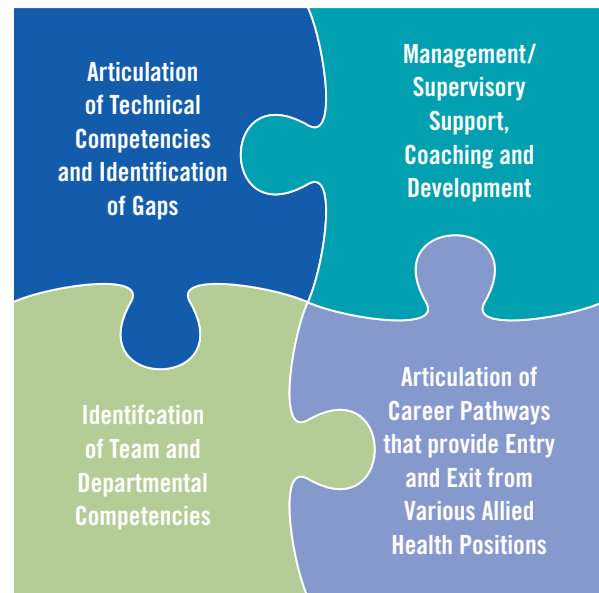 Articulation
of Technical
Competencies
and Identification
of Gaps
Management/
Supervisory
Support,
Coaching and
Development
Identifcation
of Team and
Departmental
Competencies
Articulation of
Career Pathways
that provide Entry
and Exit from
Various Allied
Health Positions